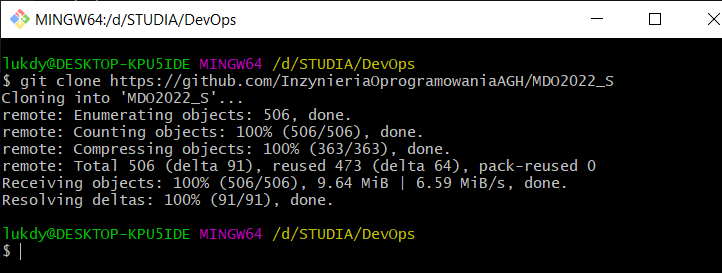 MINGW64:/d/STUDIA/DevOps
lukdy@DESKTOP-KPU5IDE MINGW64 /d/STUDIA/DevOps
$ git clone https://github.com/InzynieriaOprogramowaniaAGH/MDO2022_S
Cloning into 'MDO2022_S'...
remote: Enumerating objects: 506, done.
remote: Counting objects: 100% (506/506), done.
remote: Compressing objects: 100% (363/363), done.
remote: Total 506 (delta 91), reused 473 (delta 64), pack-reused 0
Receiving objects: 100% (506/506), 9.64 MiB | 6.59 MiB/s, done.
Resolving deltas: 100% (91/91), done.
lukdy@DESKTOP-KPU5IDE MINGW64 /d/STUDIA/DevOps
$